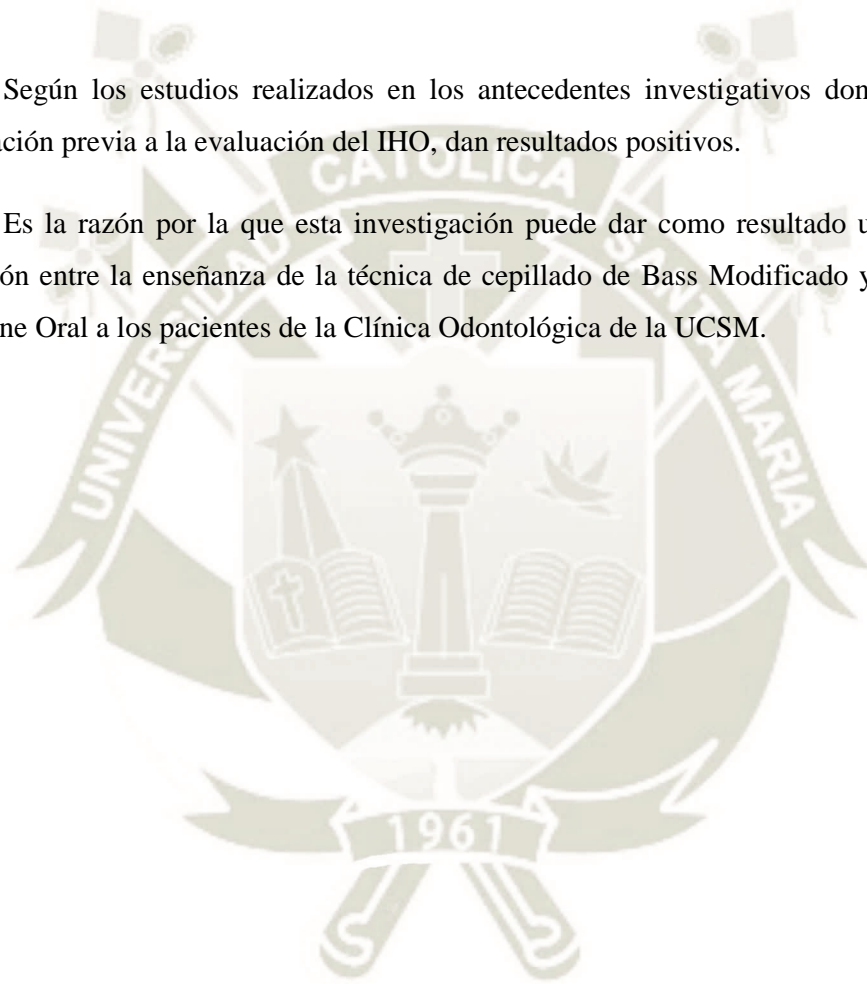 Según los estudios realizados en los antecedentes investigativos don
ación previa a la evaluación del IHO, dan resultados positivos.
Es la razón por la que esta investigación puede dar como resultado u
ón entre la enseñanza de la técnica de cepillado de Bass Modificado y
ne Oral a los pacientes de la Clínica Odontológica de la UCSM.
UNIVERSIDAD CATOLICA SANTA MARIA
1961